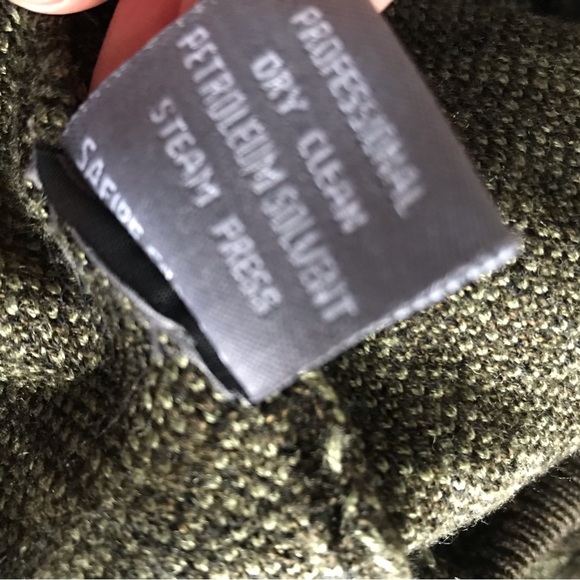 PROFESSIONAL
DRY CLEAN
PETROLEUM SOLVENT
STEAM PRESS